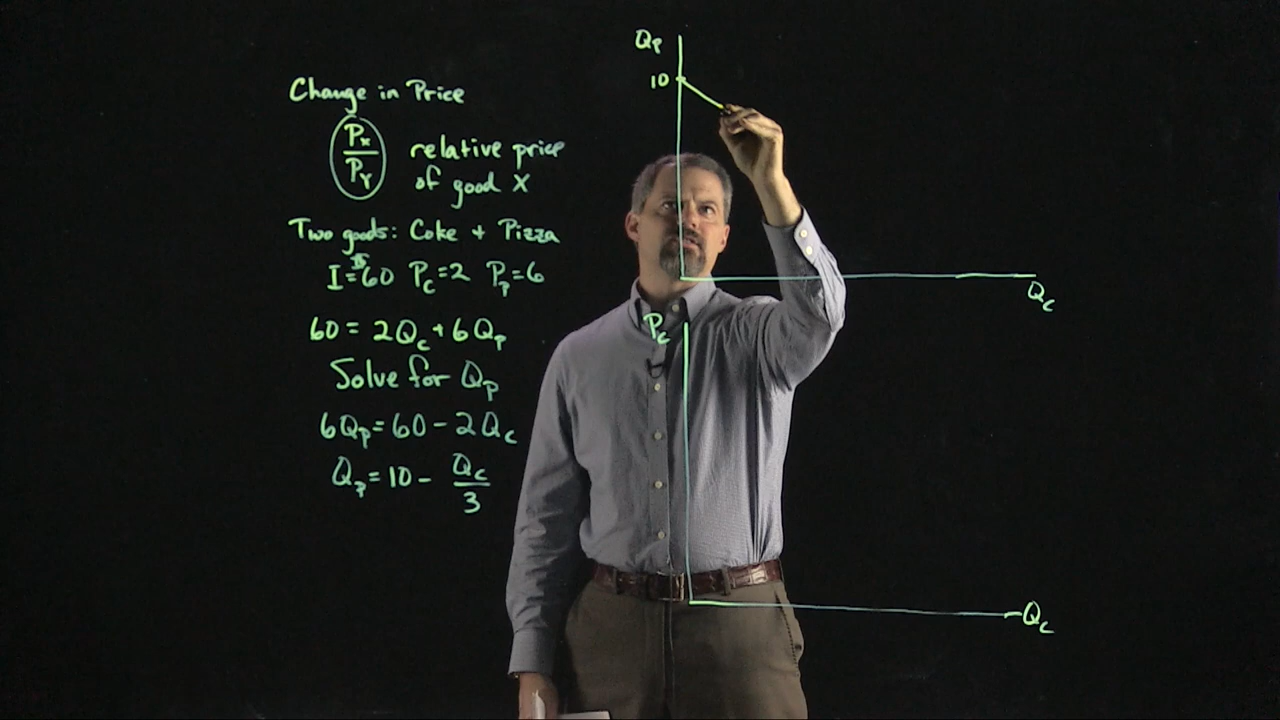 Change in Price
Px/PY relative price
of good X
Two goods: Coke + Pizza
I=$60 Pc=2 Pp=6
60 = 2Qc + 6Qp
Solve for Qp
6Qp = 60 - 2Qc
Qp = 10 - Qc/3
Qp
10
Qc
Pc
Qc